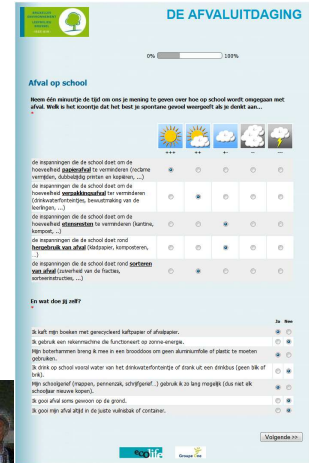 DE AFVALUITDAGING
0%
100%
Afval op school
Neem één minuutje de tijd om ons je mening te geven over hoe op school wordt omgegaan met
afval. Welk is het icoontje dat het best je spontane gevoel weergeeft als je denkt aan...
*
+++
++
+-
--
---
de inspanningen die de school doet om de
hoeveelheid papierafval te verminderen (reclame
vermijden, dubbelzijdig printen en kopiëren, ...)
de inspanningen die de school doet om de
hoeveelheid verpakkingsafval te verminderen
(drinkwaterfonteintjes, bewustmaking van de
leerlingen, ...)
de inspanningen die de school doet om de
hoeveelheid etensresten te verminderen (kantine,
kompost, ..)
de inspanningen die de school doet rond
hergebruik van afval (kladpapier, komposteren,
...)
de inspanningen die de school doet rond sorteren
van afval (zuiverheid van de fracties,
sorteerinstructies, ...)
En wat doe jij zelf?
*
Ja Nee
Ik kaft mijn boeken met gerecycleerd kaftpapier of afvalpapier.
Ik gebruik een rekenmachine die functioneert op zonne-energie.
Mijn boterhammen breng ik mee in een brooddoos om geen aluminiumfolie of plastic te moeten
gebruiken.
Ik drink op school vooral water van het drinkwaterfonteintje of drank uit een drinkbus (geen blik of
brik).
Mijn schoolgerief (mappen, pennenzak, schrijfgerief...) gebruik ik zo lang mogelijk (dus niet elk
schooljaar nieuwe kopen).
Ik gooi afval soms gewoon op de grond.
Ik gooi mijn afval altijd in de juiste vuilnisbak of container.
Volgende >>
ecolife
Groupe One